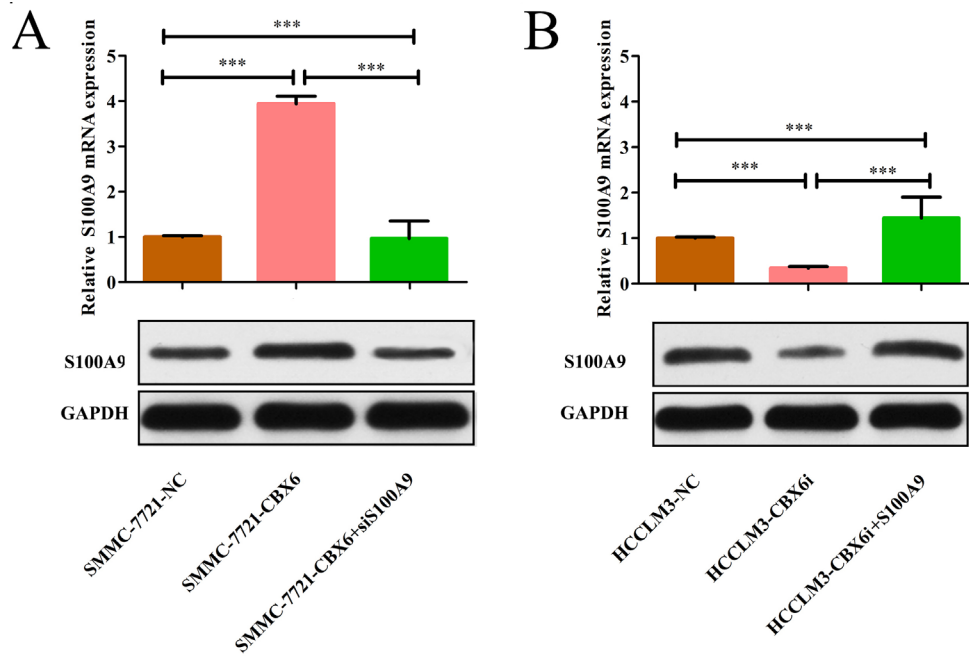 A
Relative S100A9 mRNA expression
5
4
3
2
1
0
***
***
***
S100A9
GAPDH
SMMC-7721-NC
SMMC-7721-CBX6
SMMC-7721-CBX6+siS100A9
B
Relative S100A9 mRNA expression
5
4
3
2
1
0
***
***
***
S100A9
GAPDH
HCCLM3-NC
HCCLM3-CBX6i
HCCLM3-CBX6i+S100A9